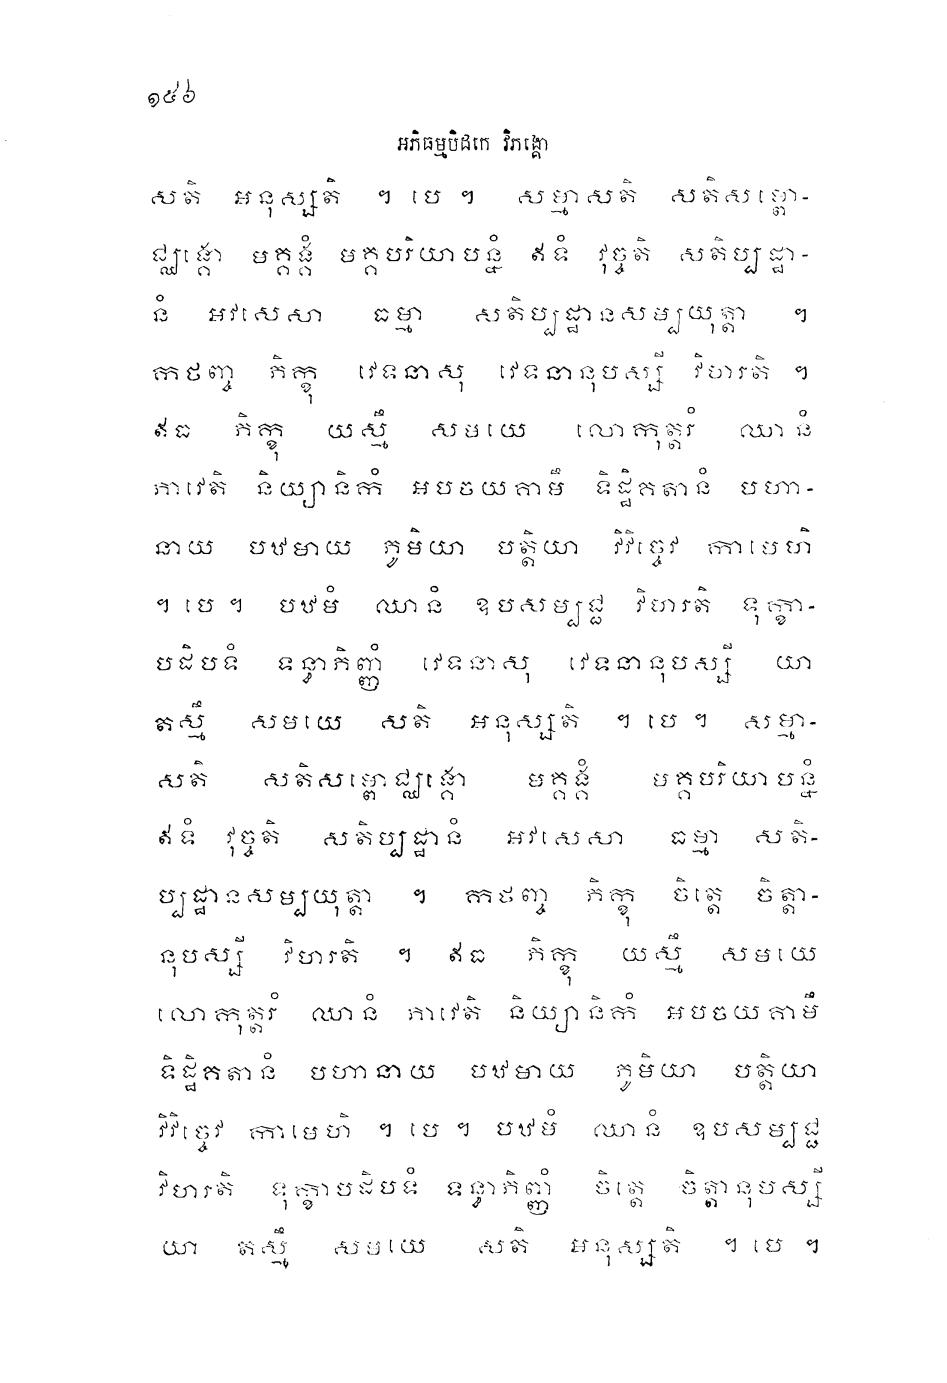 ១៥៦
អភិធម្មបិដកេ វិភង្គោ
សតិ អនុស្សតិ ។ បេ ។ សម្មាសតិ សតិសម្ពោ-
ជ្ឈង្គោ មគ្គង្គំ មគ្គបរិយាបន្នំ ឥទំ វុច្ចតិ សតិប្បដ្ឋា-
នំ អវសេសា ធម្មា សតិប្បដ្ឋានសម្បយុត្តា ។
កថញ្ច ភិក្ខុ វេទនាសុ វេទនានុបស្សី វិហរតិ ។
ឥធ ភិក្ខុ យស្មឹ សមយេ លោកុត្តរំ ឈានំ
ភាវេតិ និយ្យានិកំ អបចយគាមឹ ទិដ្ឋិគតានំ បហា-
នាយ បឋមាយ ភូមិយា បត្តិយា វិវិច្ចេវ កាមេហិ
។ បេ ។ បឋមំ ឈានំ ឧបសម្បជ្ជ វិហរតិ ទុក្ខា-
បដិបទំ ទន្ធាភិញ្ញំ វេទនាសុ វេទនានុបស្សី យា
តស្មឹ សមយេ សតិ អនុស្សតិ ។ បេ ។ សម្មា-
សតិ សតិសម្ពោជ្ឈង្គោ មគ្គង្គំ មគ្គបរិយាបន្នំ
ឥទំ វុច្ចតិ សតិប្បដ្ឋានំ អវសេសា ធម្មា សតិ-
ប្បដ្ឋានសម្បយុត្តា ។ កថញ្ច ភិក្ខុ ចិត្តេ ចិត្តា-
នុបស្សី វិហរតិ ។ ឥធ ភិក្ខុ យស្មឹ សមយេ
លោកុត្តរំ ឈានំ ភាវេតិ និយ្យានិកំ អបចយគាមឹ
ទិដ្ឋិគតានំ បហានាយ បឋមាយ ភូមិយា បត្តិយា
វិវិច្ចេវ កាមេហិ ។ បេ ។ បឋមំ ឈានំ ឧបសម្បជ្ជ
វិហរតិ ទុក្ខាបដិបទំ ទន្ធាភិញ្ញំ ចិត្តេ ចិត្តានុបស្សី
យា តស្មឹ សមយេ សតិ អនុស្សតិ ។ បេ ។